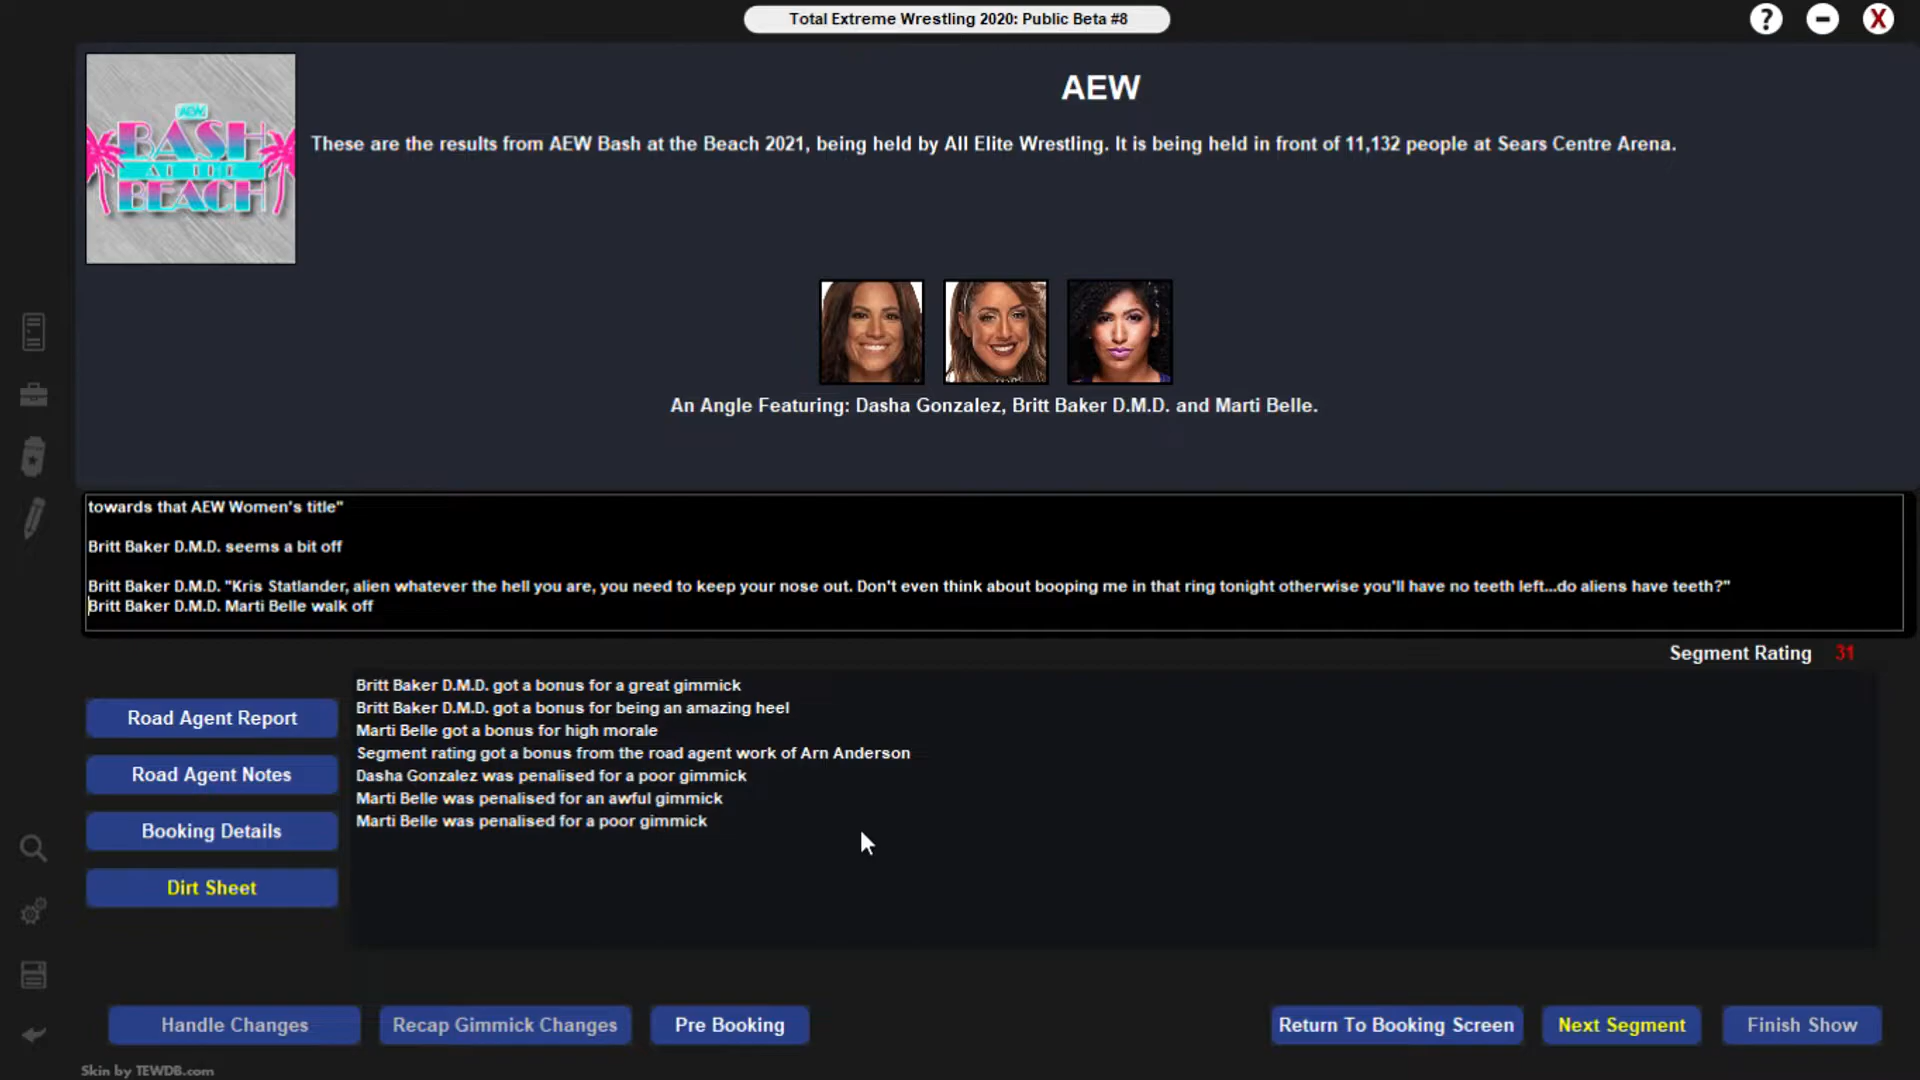 Total Extreme Wrestling 2020: Public Beta #8
?
X
AEW
AEW
BASH
AT THE
BEACH
These are the results from AEW Bash at the Beach 2021, being held by All Elite Wrestling. It is being held in front of 11,132 people at Sears Centre Arena.
An Angle Featuring: Dasha Gonzalez, Britt Baker D.M.D. and Marti Belle.
towards that AEW Women's title"
Britt Baker D.M.D. seems a bit off
Britt Baker D.M.D. "Kris Statlander, alien whatever the hell you are, you need to keep your nose out. Don't even think about booping me in that ring tonight otherwise you'll have no teeth left...do aliens have teeth?"
Britt Baker D.M.D. Marti Belle walk off
Segment Rating 31
Britt Baker D.M.D. got a bonus for a great gimmick
Britt Baker D.M.D. got a bonus for being an amazing heel
Marti Belle got a bonus for high morale
Segment rating got a bonus from the road agent work of Arn Anderson
Dasha Gonzalez was penalised for a poor gimmick
Marti Belle was penalised for an awful gimmick
Marti Belle was penalised for a poor gimmick
Road Agent Report
Road Agent Notes
Booking Details
Dirt Sheet
Handle Changes
Recap Gimmick Changes
Pre Booking
Return To Booking Screen
Next Segment
Finish Show
Skin by TEWDB.com